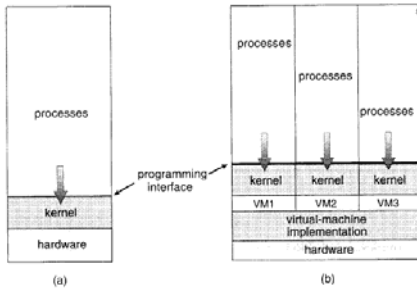 processes
kernel
hardware
(a)
programming
interface
processes
processes
processes
kernel
kernel
kernel
VM1
VM2
VM3
virtual-machine
implementation
hardware
(b)